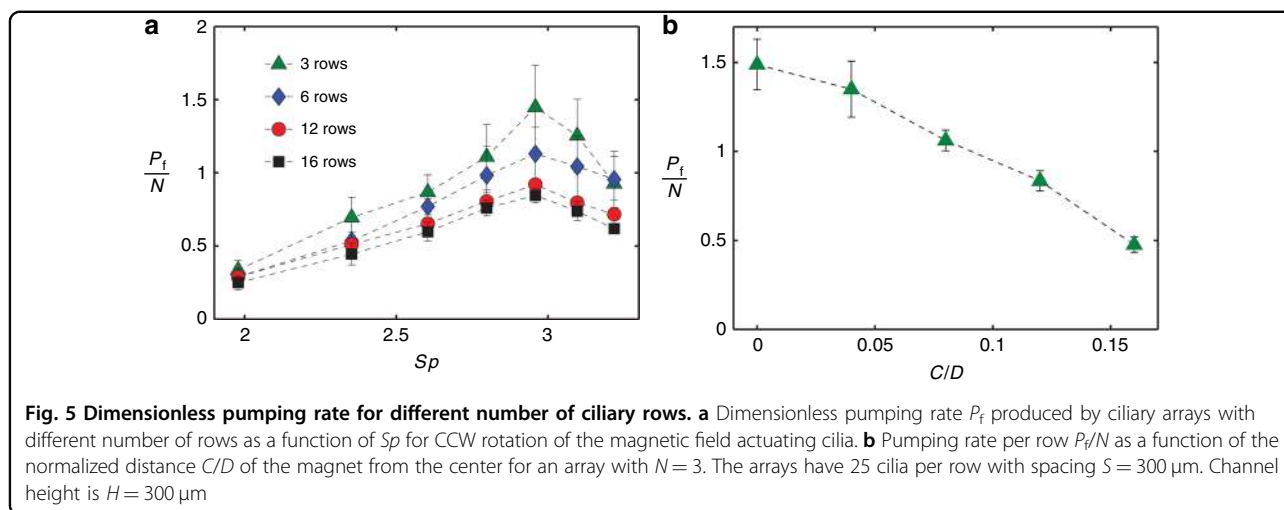 a
2
1.5
1
0.5
0
P_f
N
3 rows
6 rows
12 rows
16 rows
2 2.5 3
Sp
b
1.5
1
0.5
0
P_f
N
0 0.05 0.1 0.15
C/D
Fig. 5 Dimensionless pumping rate for different number of ciliary rows. a Dimensionless pumping rate P_f produced by ciliary arrays with
different number of rows as a function of Sp for CCW rotation of the magnetic field actuating cilia. b Pumping rate per row P_f/N as a function of the
normalized distance C/D of the magnet from the center for an array with N = 3. The arrays have 25 cilia per row with spacing S = 300 μm. Channel
height is H = 300 μm